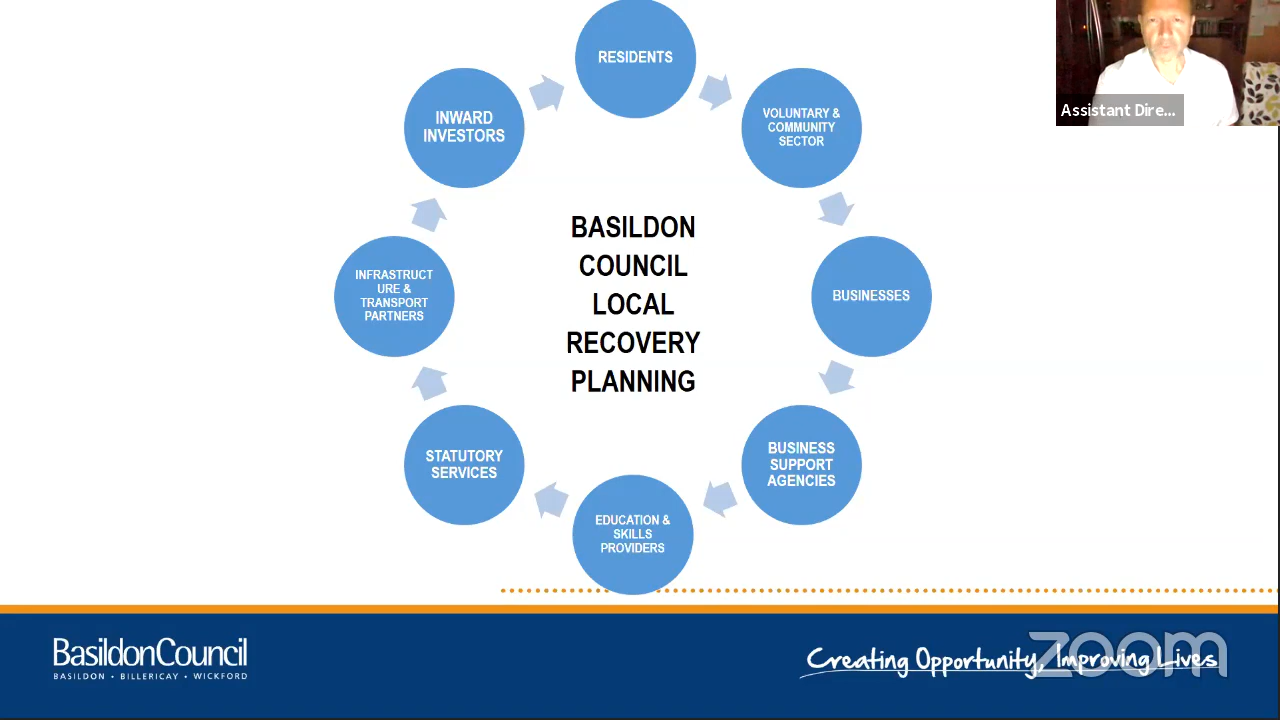 RESIDENTS
Assistant Dire...
INWARD
INVESTORS
VOLUNTARY &
COMMUNITY
SECTOR
BASILDON
COUNCIL
LOCAL
RECOVERY
PLANNING
INFRASTRUCT
URE &
TRANSPORT
PARTNERS
BUSINESSES
STATUTORY
SERVICES
BUSINESS
SUPPORT
AGENCIES
EDUCATION &
SKILLS
PROVIDERS
BasildonCouncil
BASILDON • BILLERICAY • WICKFORD
Creating Opportunity, Improving Lives
zoom